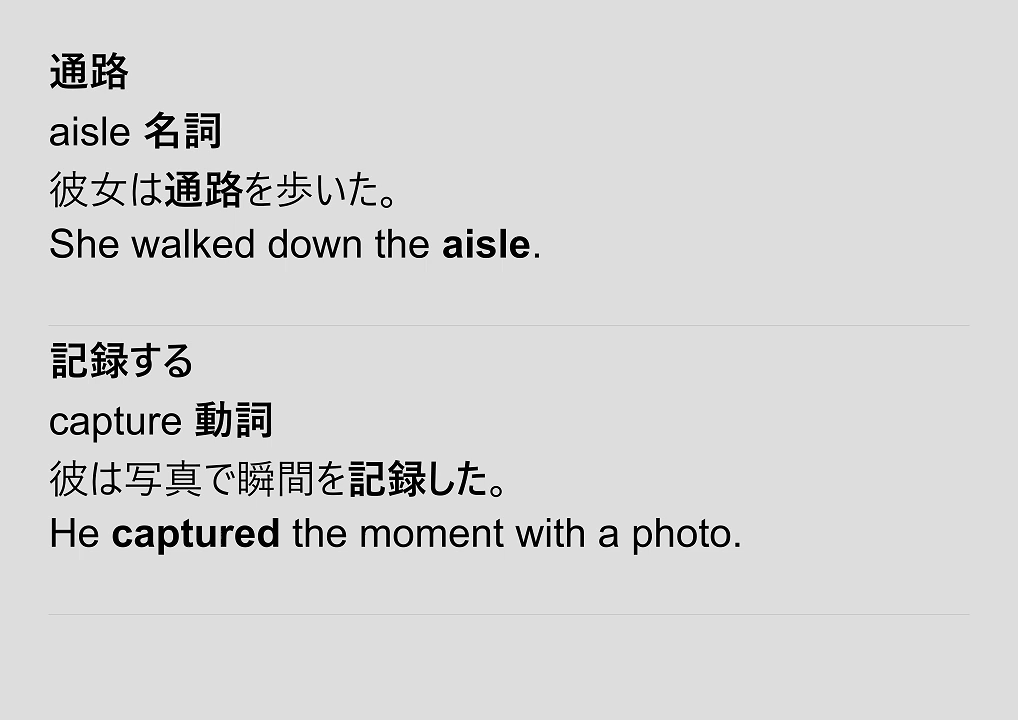 通路
aisle 名詞
彼女は通路を歩いた。
She walked down the aisle.
記録する
capture 動詞
彼は写真で瞬間を記録した。
He captured the moment with a photo.